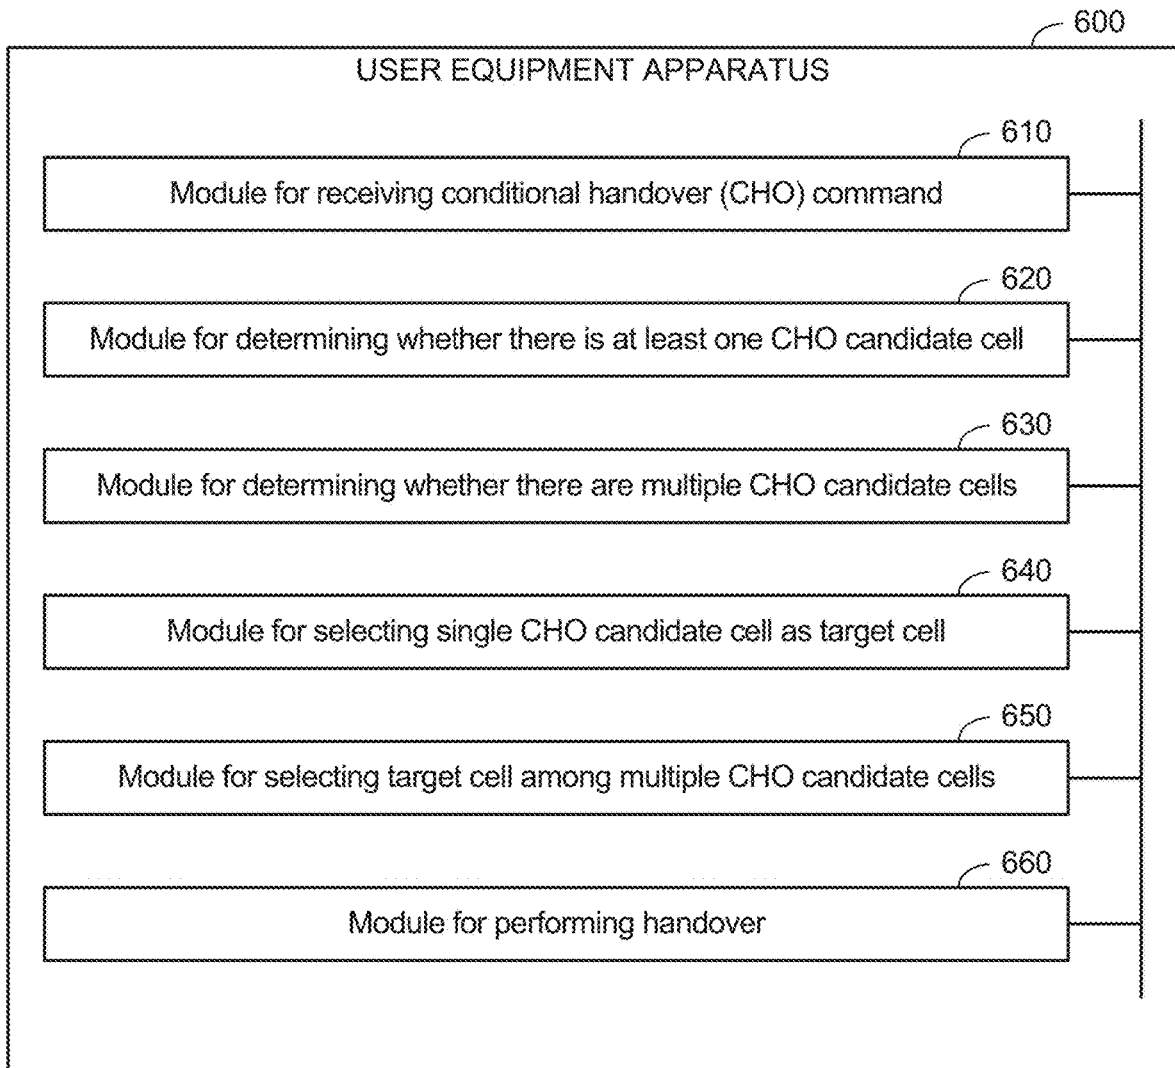 600
USER EQUIPMENT APPARATUS
610
Module for receiving conditional handover (CHO) command
620
Module for determining whether there is at least one CHO candidate cell
630
Module for determining whether there are multiple CHO candidate cells
640
Module for selecting single CHO candidate cell as target cell
650
Module for selecting target cell among multiple CHO candidate cells
660
Module for performing handover